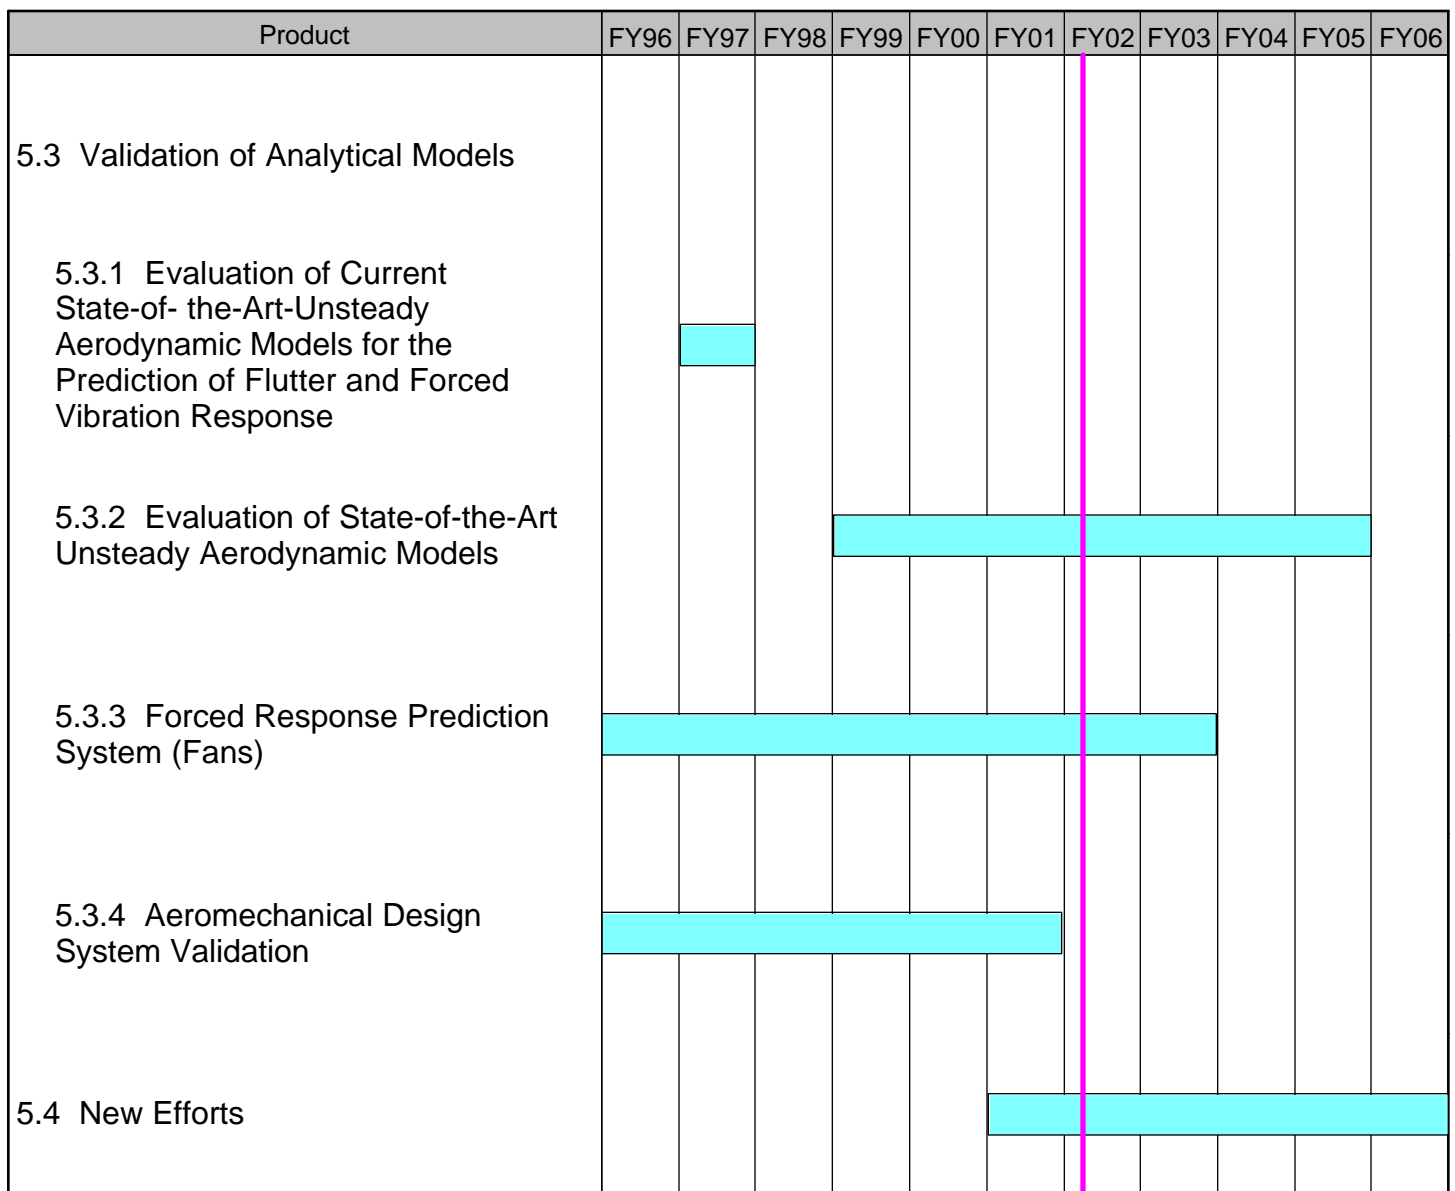 Product FY96 FY97 FY98 FY99 FY00 FY01 FY02 FY03 FY04 FY05 FY06
5.3 Validation of Analytical Models
5.3.1 Evaluation of Current
State-of- the-Art-Unsteady
Aerodynamic Models for the
Prediction of Flutter and Forced
Vibration Response
5.3.2 Evaluation of State-of-the-Art
Unsteady Aerodynamic Models
5.3.3 Forced Response Prediction
System (Fans)
5.3.4 Aeromechanical Design
System Validation
5.4 New Efforts